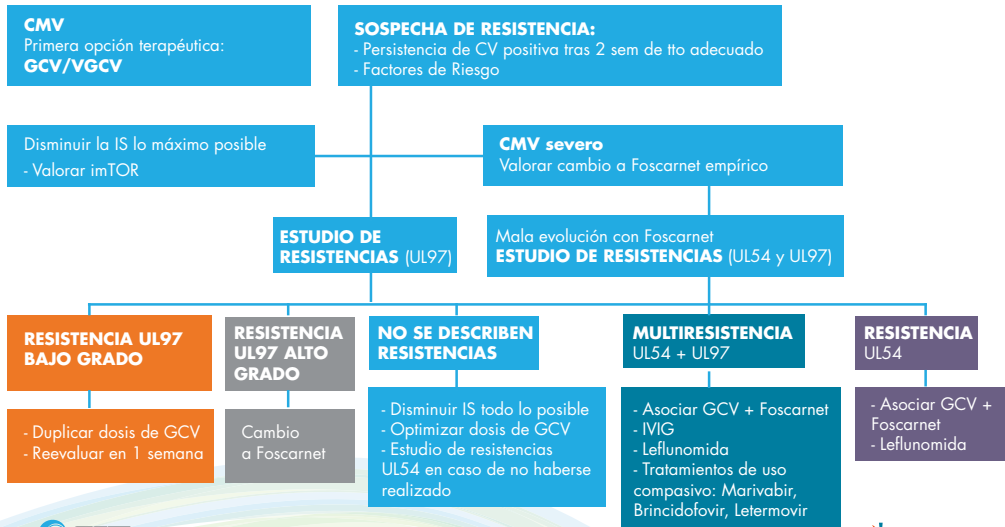 CMV
Primera opción terapéutica:
GCV/VGCV
SOSPECHA DE RESISTENCIA:
- Persistencia de CV positiva tras 2 sem de tto adecuado
- Factores de Riesgo
Disminuir la IS lo máximo posible
- Valorar imTOR
CMV severo
Valorar cambio a Foscarnet empírico
ESTUDIO DE
RESISTENCIAS (UL97)
Mala evolución con Foscarnet
ESTUDIO DE RESISTENCIAS (UL54 y UL97)
RESISTENCIA UL97
BAJO GRADO
RESISTENCIA
UL97 ALTO
GRADO
NO SE DESCRIBEN
RESISTENCIAS
MULTIRESISTENCIA
UL54 + UL97
RESISTENCIA
UL54
- Duplicar dosis de GCV
- Reevaluar en 1 semana
Cambio
a Foscarnet
- Disminuir IS todo lo posible
- Optimizar dosis de GCV
- Estudio de resistencias
UL54 en caso de no haberse
realizado
- Asociar GCV + Foscarnet
- IVIG
- Leflunomida
- Tratamientos de uso
compasivo: Marivabir,
Brincidofovir, Letermovir
- Asociar GCV +
Foscarnet
- Leflunomida